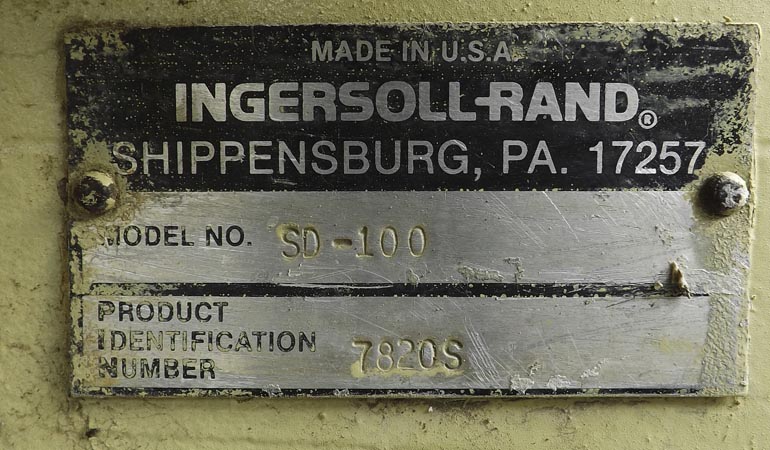 MADE IN U.S.A
INGERSOLL-RAND®
SHIPPENSBURG, PA. 17257
MODEL NO. SD-100
PRODUCT
IDENTIFICATION
NUMBER 7820S